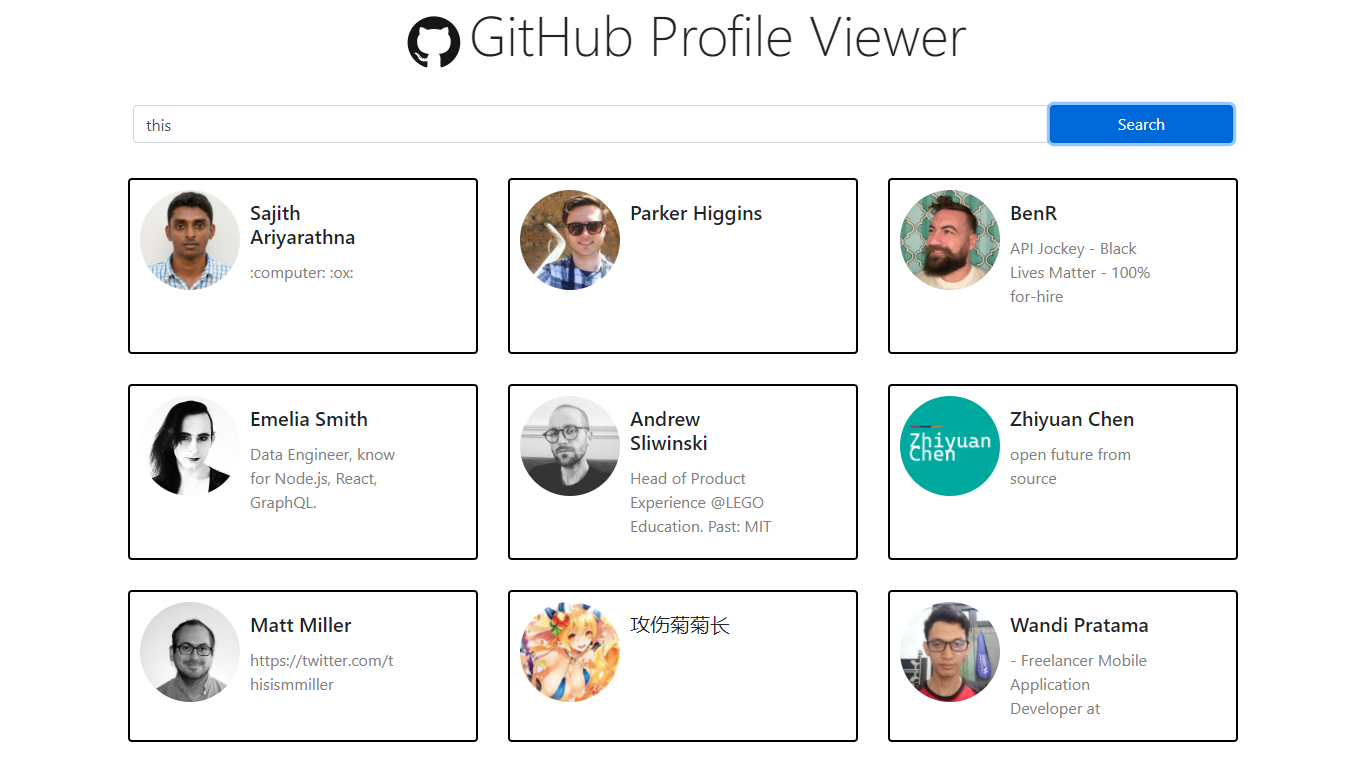 GitHub Profile Viewer
this
Search
Sajith
Ariyarathna
:computer: :ox:
Parker Higgins
BenR
API Jockey - Black
Lives Matter - 100%
for-hire
Emelia Smith
Data Engineer, know
for Node.js, React,
GraphQL.
Andrew
Sliwinski
Head of Product
Experience @LEGO
Education. Past: MIT
Zhiyuan
Chen
Zhiyuan Chen
open future from
source
Matt Miller
https://twitter.com/t
hisismmiller
攻伤菊菊长
Wandi Pratama
- Freelancer Mobile
Application
Developer at